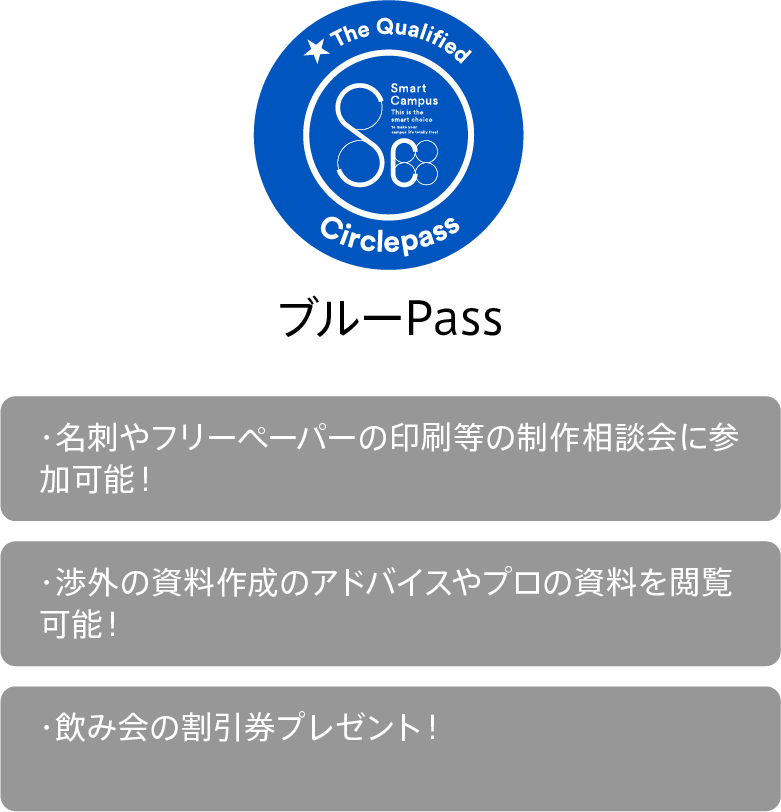 The Qualified
Smart
Campus
This is the
smart choice
to make your
campus life totally free!
Sc
Circlepass
ブルーPass
・名刺やフリーペーパーの印刷等の制作相談会に参
加可能！
・渉外の資料作成のアドバイスやプロの資料を閲覧
可能！
・飲み会の割引券プレゼント！